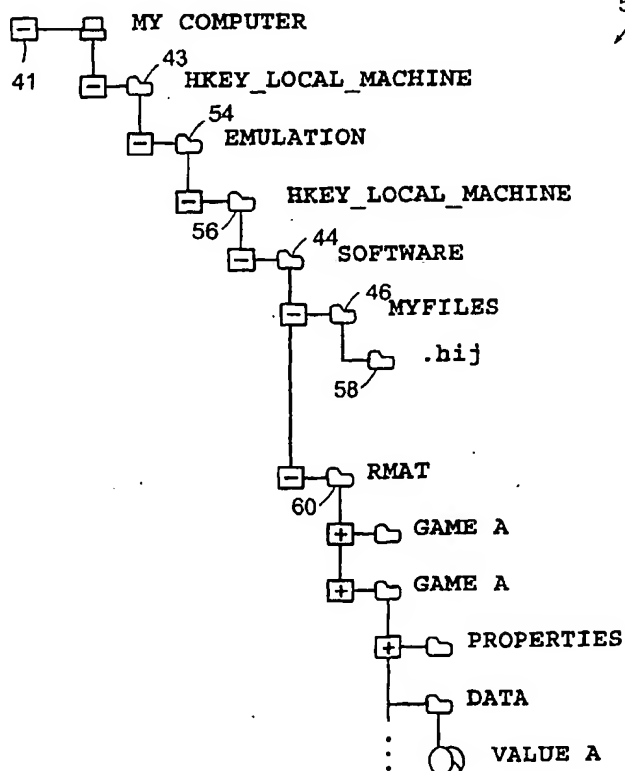 5
MY COMPUTER
41
43
HKEY_LOCAL_MACHINE
54
EMULATION
HKEY_LOCAL_MACHINE
56
44
SOFTWARE
46
MYFILES
.hij
58
RMAT
60
GAME A
GAME A
PROPERTIES
DATA
VALUE A